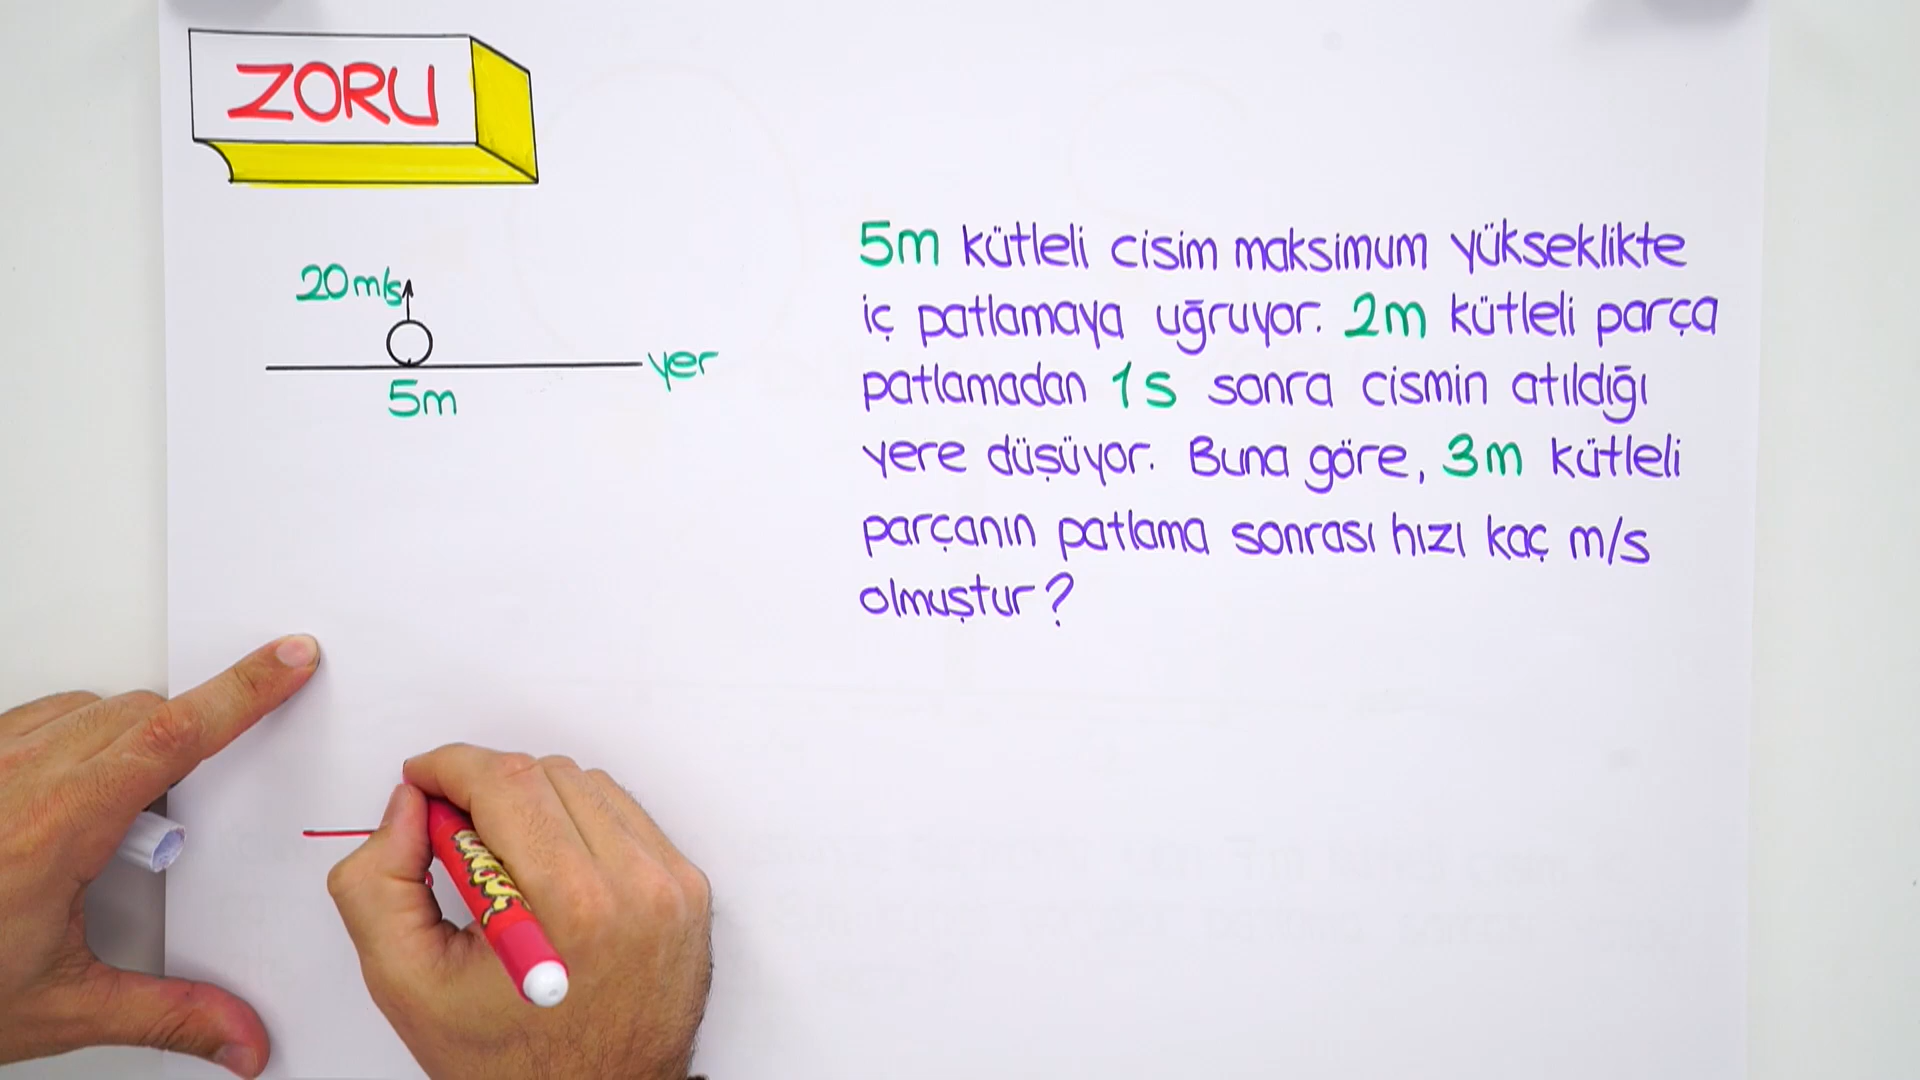 ZORU
20m/s
yer
5m
5m kütleli cisim maksimum yükseklikte
iç patlamaya uğruyor. 2m kütleli parça
patlamadan 1s sonra cismin atıldığı
yere düşüyor. Buna göre, 3m kütleli
parçanın patlama sonrası hızı kaç m/s
olmuştur?